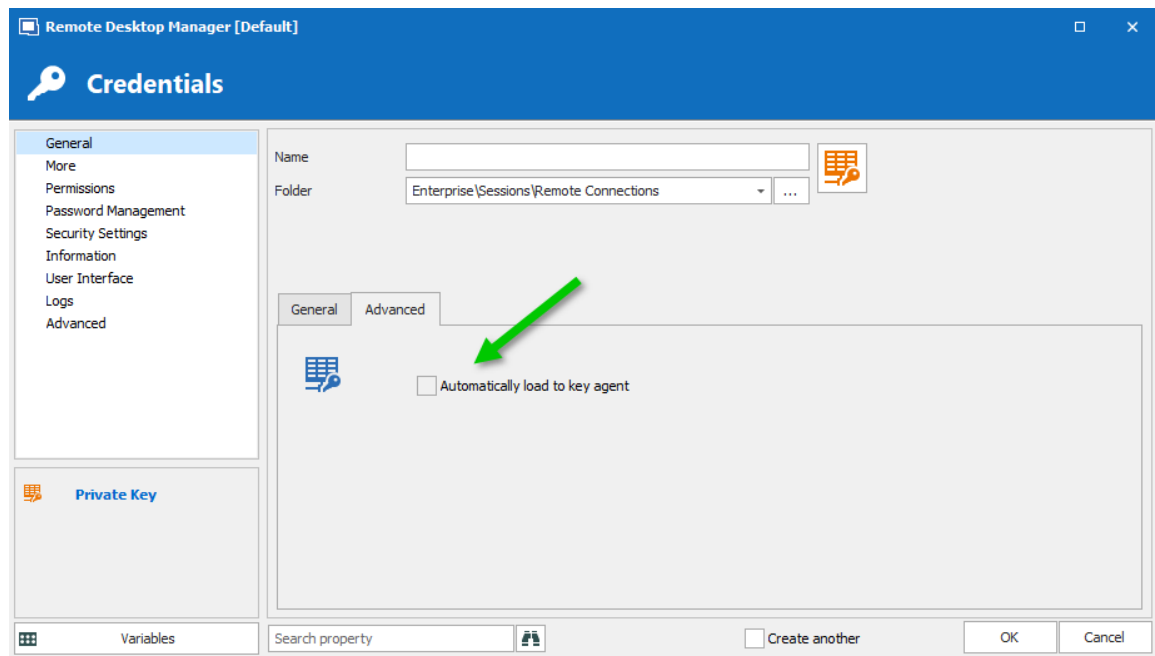 Remote Desktop Manager [Default]
Credentials
General
More
Permissions
Password Management
Security Settings
Information
User Interface
Logs
Advanced
Private Key
Variables
Name
Folder
Enterprise\Sessions\Remote Connections
...
General
Advanced
Automatically load to key agent
Search property
Create another
OK
Cancel